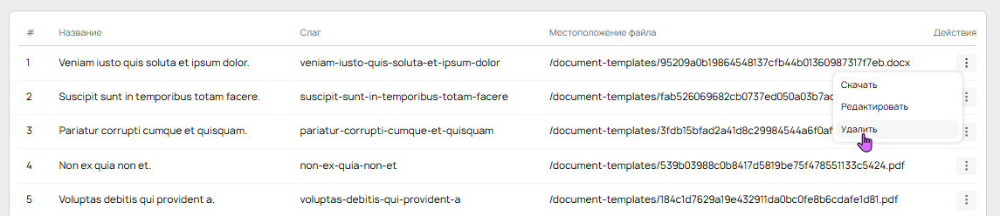 # Название Слаг Местоположение файла Действия
1 Veniam iusto quis soluta et ipsum dolor. veniam-iusto-quis-soluta-et-ipsum-dolor /document-templates/95209a0b19864548137cfb44b01360987317f7eb.docx
Скачать
2 Suscipit sunt in temporibus totam facere. suscipit-sunt-in-temporibus-totam-facere /document-templates/fab526069682cb0737ed050a03b7ac
Редактировать
3 Pariatur corrupti cumque et quisquam. pariatur-corrupti-cumque-et-quisquam /document-templates/3fdb15bfad2a41d8c29984544a6f0af
Удалить
4 Non ex quia non et. non-ex-quia-non-et /document-templates/539b03988c0b8417d5819be75f478551133c5424.pdf
5 Voluptas debitis qui provident a. voluptas-debitis-qui-provident-a /document-templates/184c1d7629a19e432911da0bc0fe8b6cdafe1d81.pdf